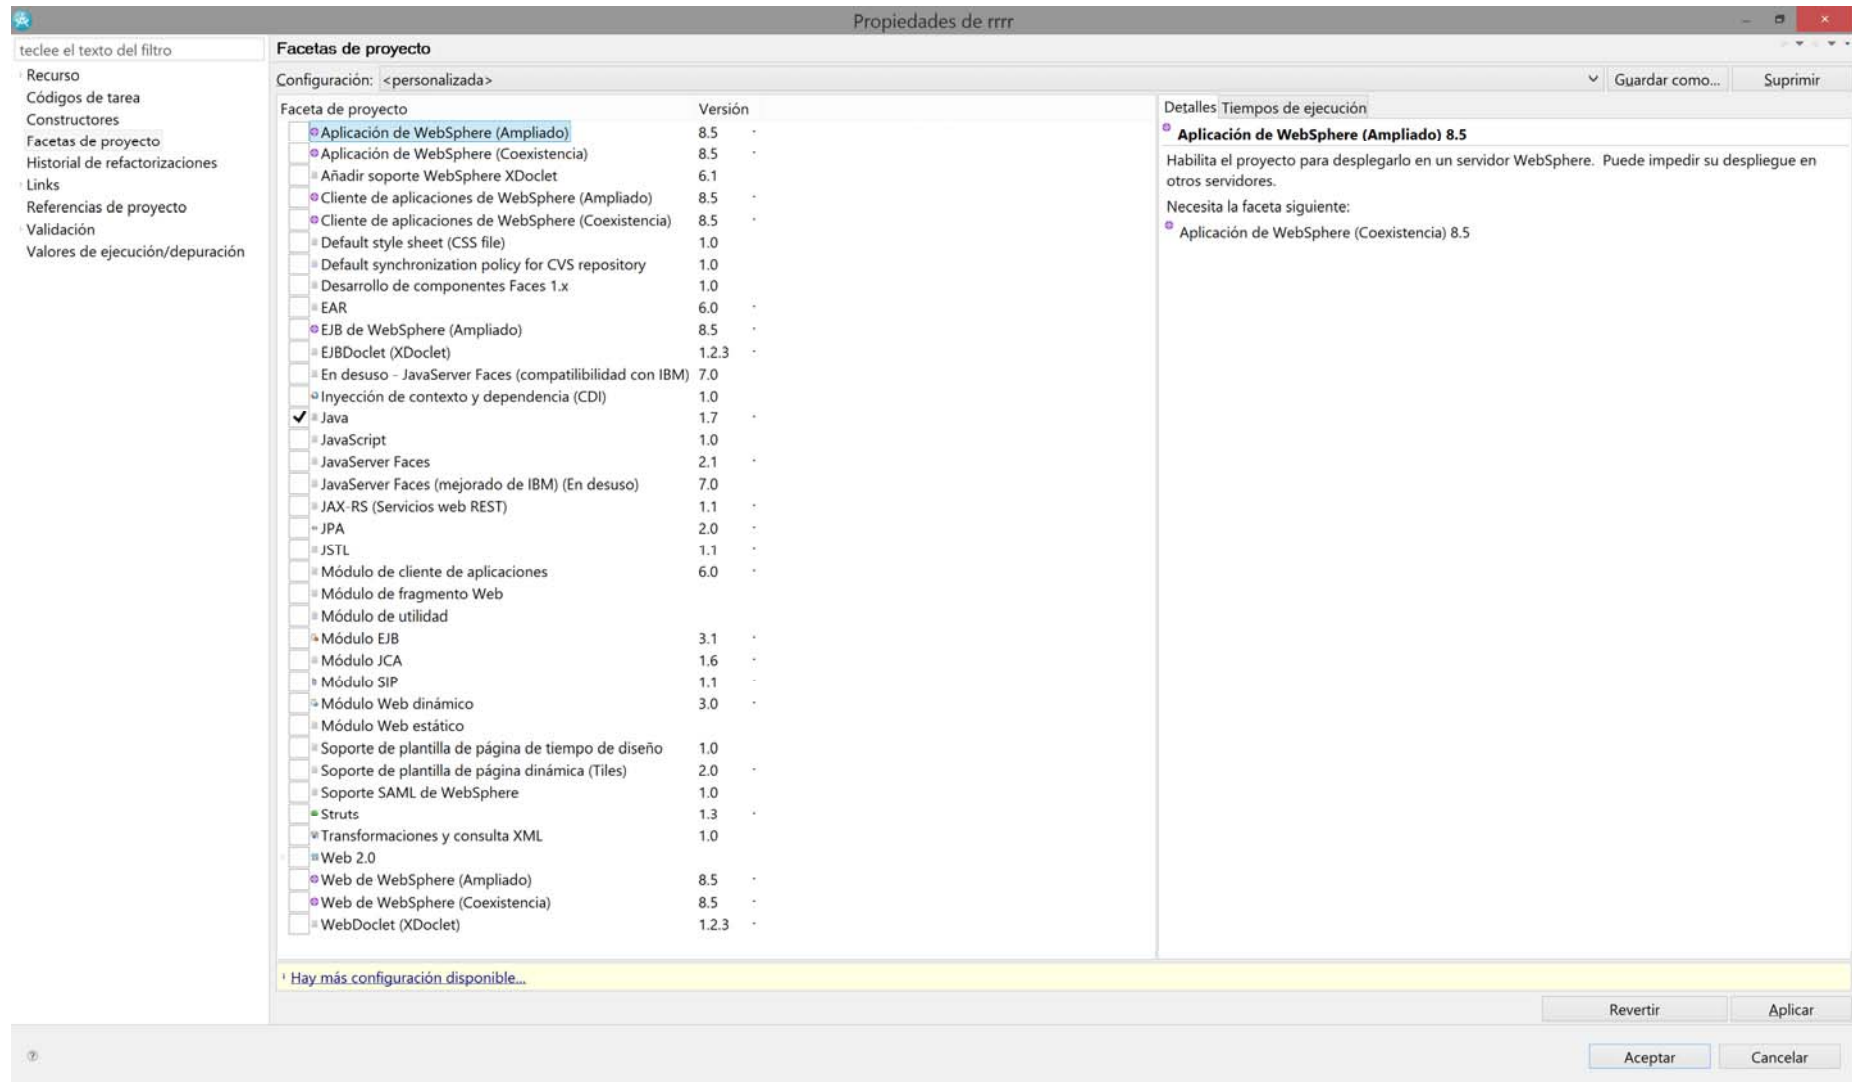 Propiedades de rrrr
teclee el texto del filtro
Recurso
Códigos de tarea
Constructores
Facetas de proyecto
Historial de refactorizaciones
Links
Referencias de proyecto
Validación
Valores de ejecución/depuración
Facetas de proyecto
Configuración: <personalizada>
Guardar como...
Suprimir
Faceta de proyecto Versión
Aplicación de WebSphere (Ampliado) 8.5
Aplicación de WebSphere (Coexistencia) 8.5
Añadir soporte WebSphere XDoclet 6.1
Cliente de aplicaciones de WebSphere (Ampliado) 8.5
Cliente de aplicaciones de WebSphere (Coexistencia) 8.5
Default style sheet (CSS file) 1.0
Default synchronization policy for CVS repository 1.0
Desarrollo de componentes Faces 1.x 1.0
EAR 6.0
EJB de WebSphere (Ampliado) 8.5
EJBDoclet (XDoclet) 1.2.3
En desuso - JavaServer Faces (compatilibilidad con IBM) 7.0
Inyección de contexto y dependencia (CDI) 1.0
Java 1.7
JavaScript 1.0
JavaServer Faces 2.1
JavaServer Faces (mejorado de IBM) (En desuso) 7.0
JAX-RS (Servicios web REST) 1.1
JPA 2.0
JSTL 1.1
Módulo de cliente de aplicaciones 6.0
Módulo de fragmento Web
Módulo de utilidad
Módulo EJB 3.1
Módulo JCA 1.6
Módulo SIP 1.1
Módulo Web dinámico 3.0
Módulo Web estático
Soporte de plantilla de página de tiempo de diseño 1.0
Soporte de plantilla de página dinámica (Tiles) 2.0
Soporte SAML de WebSphere 1.0
Struts 1.3
Transformaciones y consulta XML 1.0
Web 2.0
Web de WebSphere (Ampliado) 8.5
Web de WebSphere (Coexistencia) 8.5
WebDoclet (XDoclet) 1.2.3
Detalles Tiempos de ejecución
Aplicación de WebSphere (Ampliado) 8.5
Habilita el proyecto para desplegarlo en un servidor WebSphere. Puede impedir su despliegue en
otros servidores.
Necesita la faceta siguiente:
Aplicación de WebSphere (Coexistencia) 8.5
Hay más configuración disponible...
Revertir
Aplicar
Aceptar
Cancelar